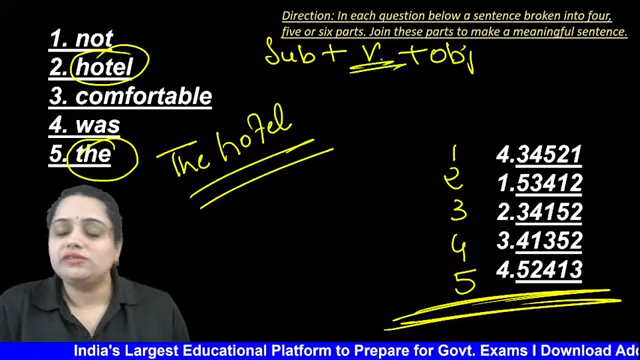 Direction: In each question below a sentence broken into four,
five or six parts. Join these parts to make a meaningful sentence.
Sub + V. + Obj
1. not
2. hotel
3. comfortable
4. was
5. the
The hotel
1 4.34521
2 1.53412
3 2.34152
4 3.41352
5 4.52413
India's Largest Educational Platform to Prepare for Govt. Exams I Download Add